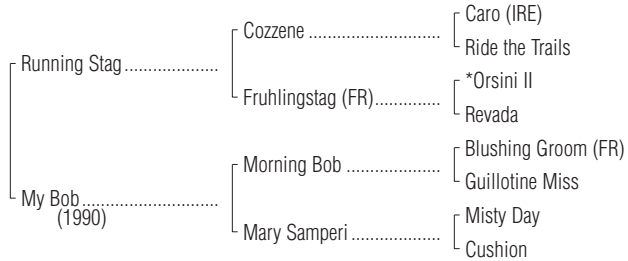 Caro (IRE)
Cozzene ..............................
Ride the Trails
Running Stag.....................
*Orsini II
Fruhlingstag (FR)...............
Revada
Blushing Groom (FR)
Morning Bob .....................
Guillotine Miss
My Bob..............................
(1990)
Misty Day
Mary Samperi ....................
Cushion